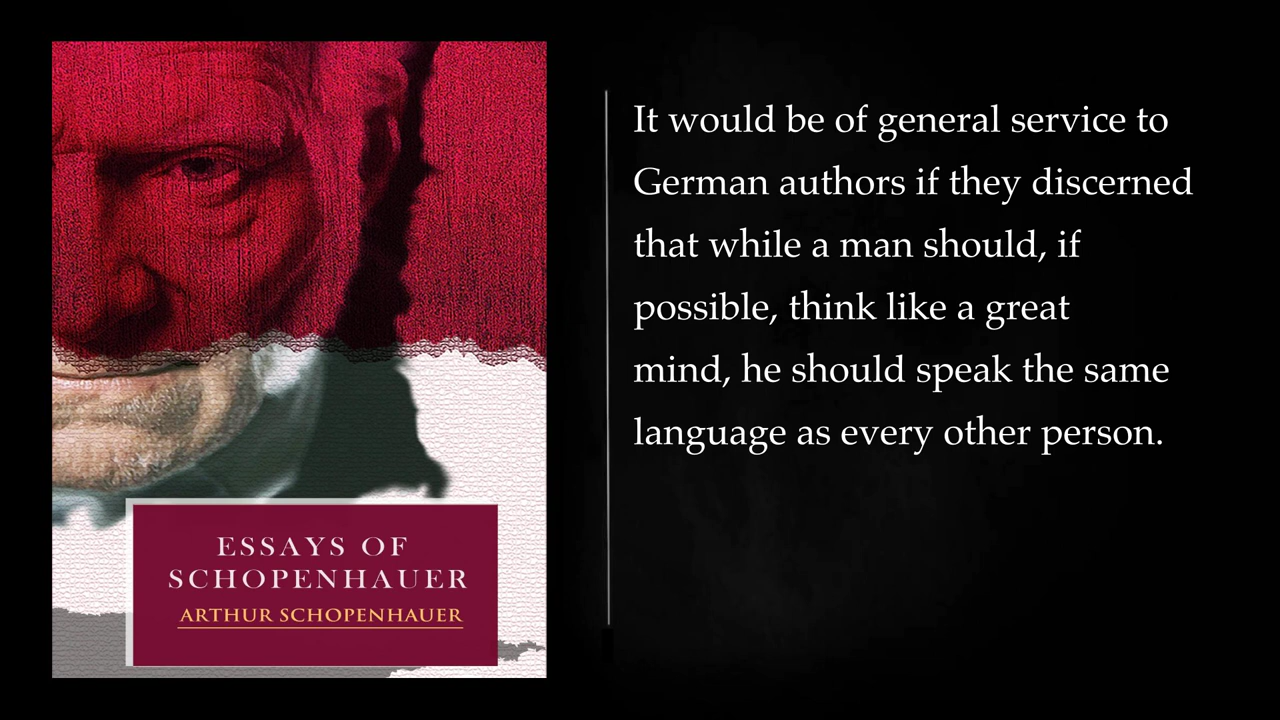 ESSAYS OF
SCHOPENHAUER
ARTHUR SCHOPENHAUER
It would be of general service to
German authors if they discerned
that while a man should, if
possible, think like a great
mind, he should speak the same
language as every other person.